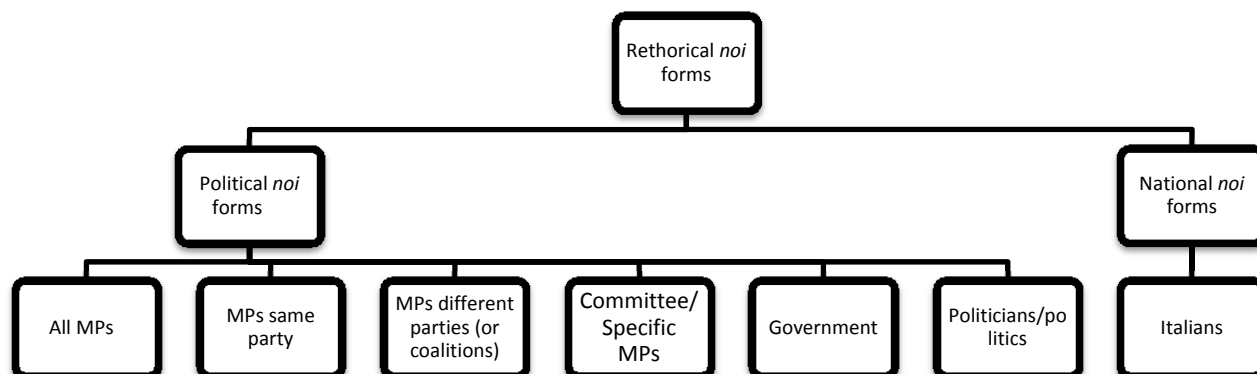 Rethorical noi
forms
Political noi
forms
National noi
forms
All MPs
MPs same
party
MPs different
parties (or
coalitions)
Committee/
Specific
MPs
Government
Politicians/po
litics
Italians